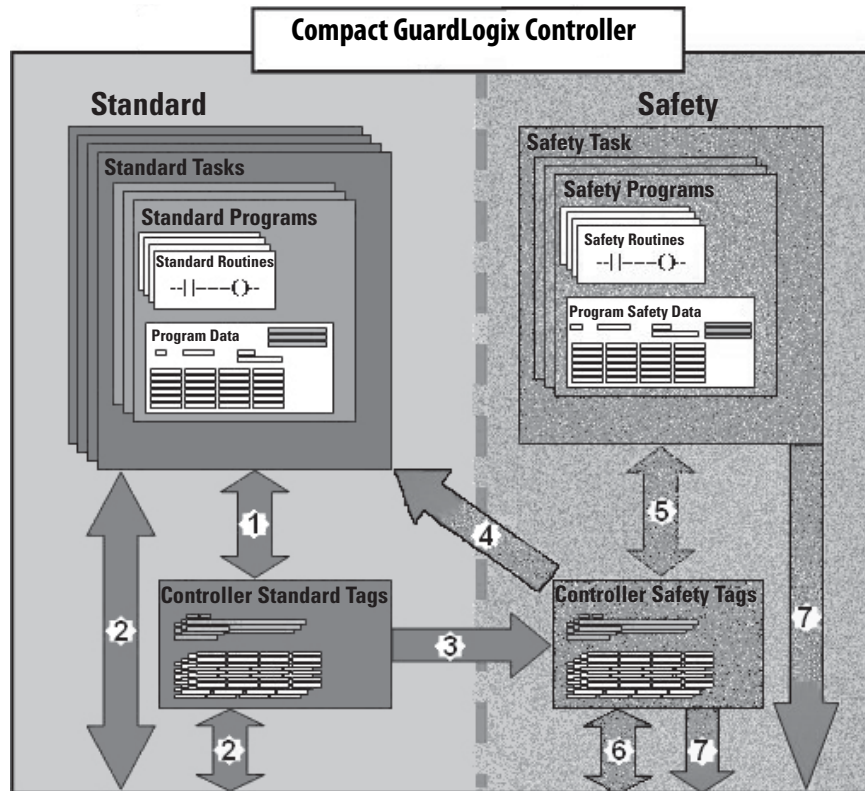 Compact GuardLogix Controller
Standard
Safety
Standard Tasks
Standard Programs
Standard Routines
Program Data
Safety Task
Safety Programs
Safety Routines
Program Safety Data
1
2
3
4
5
7
Controller Standard Tags
Controller Safety Tags
2
6
7